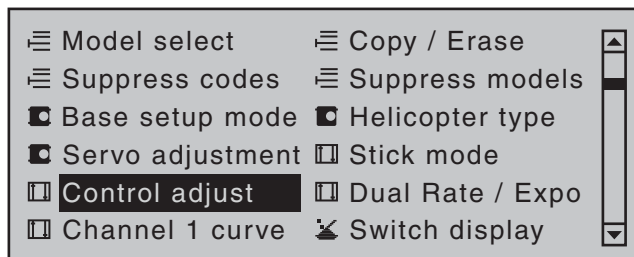 Model select Copy / Erase
Suppress codes Suppress models
Base setup mode Helicopter type
Servo adjustment Stick mode
Control adjust Dual Rate / Expo
Channel 1 curve Switch display